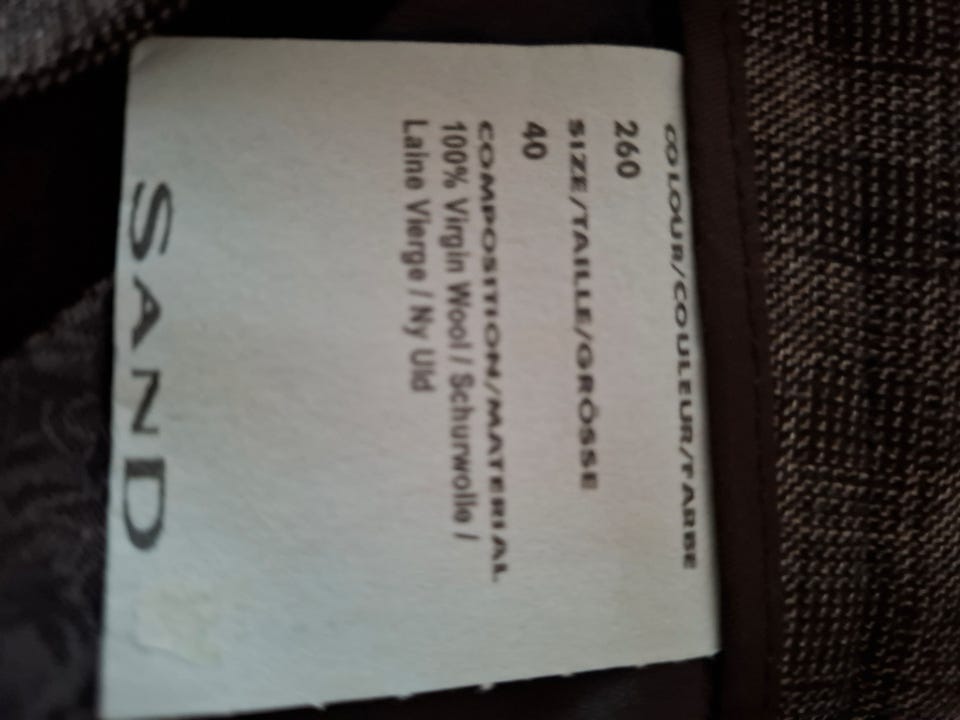 COLOUR/COULEUR/FARBE
260
SIZE/TAILLE/GRÖSSE
40
COMPOSITION/MATERIAL
100% Virgin Wool / Schurwolle /
Laine Vierge / Ny Uld
SAND